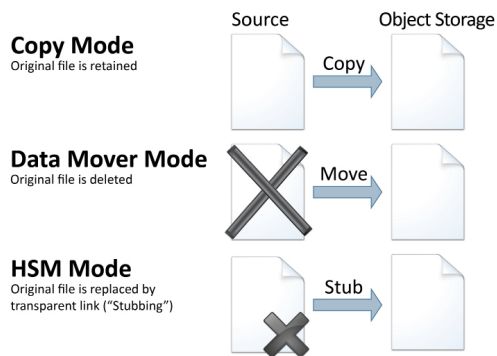 Source Object Storage
Copy Mode
Original file is retained
Copy
Data Mover Mode
Original file is deleted
Move
HSM Mode
Original file is replaced by
transparent link ("Stubbing")
Stub